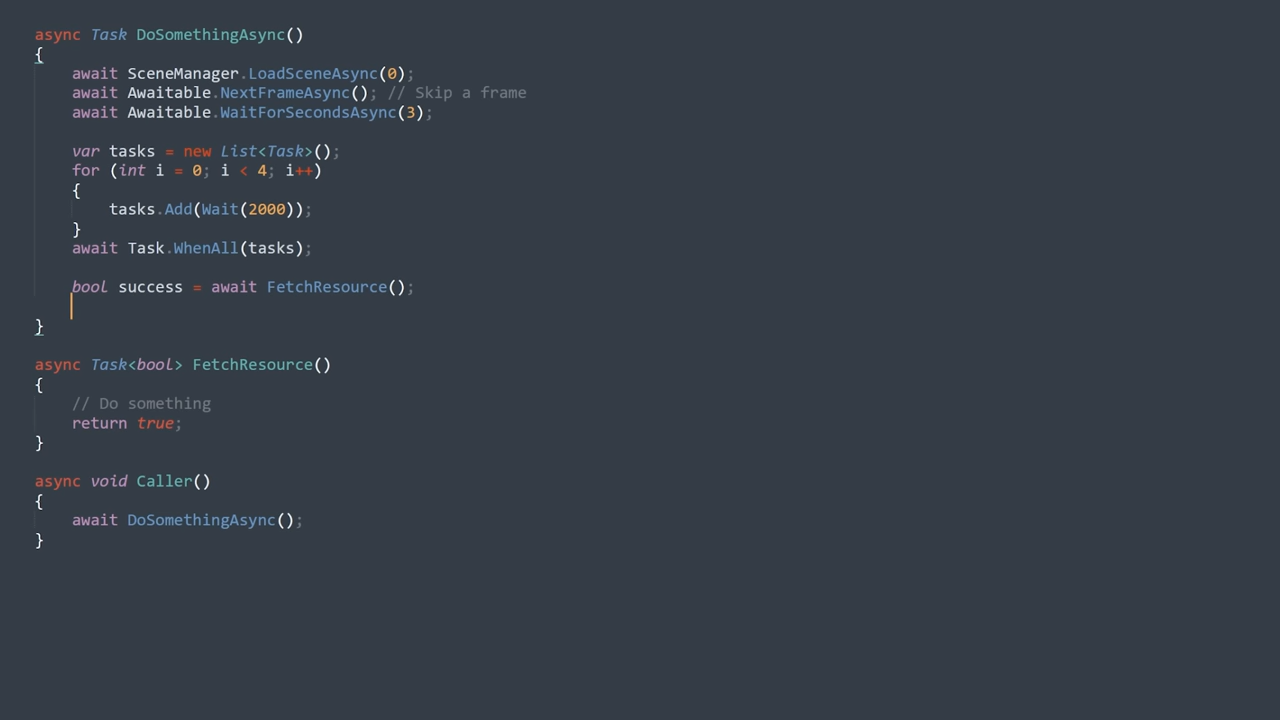 async Task DoSomethingAsync()
{
    await SceneManager.LoadSceneAsync(0);
    await Awaitable.NextFrameAsync(); // Skip a frame
    await Awaitable.WaitForSecondsAsync(3);

    var tasks = new List<Task>();
    for (int i = 0; i < 4; i++)
    {
        tasks.Add(Wait(2000));
    }
    await Task.WhenAll(tasks);

    bool success = await FetchResource();

}

async Task<bool> FetchResource()
{
    // Do something
    return true;
}

async void Caller()
{
    await DoSomethingAsync();
}